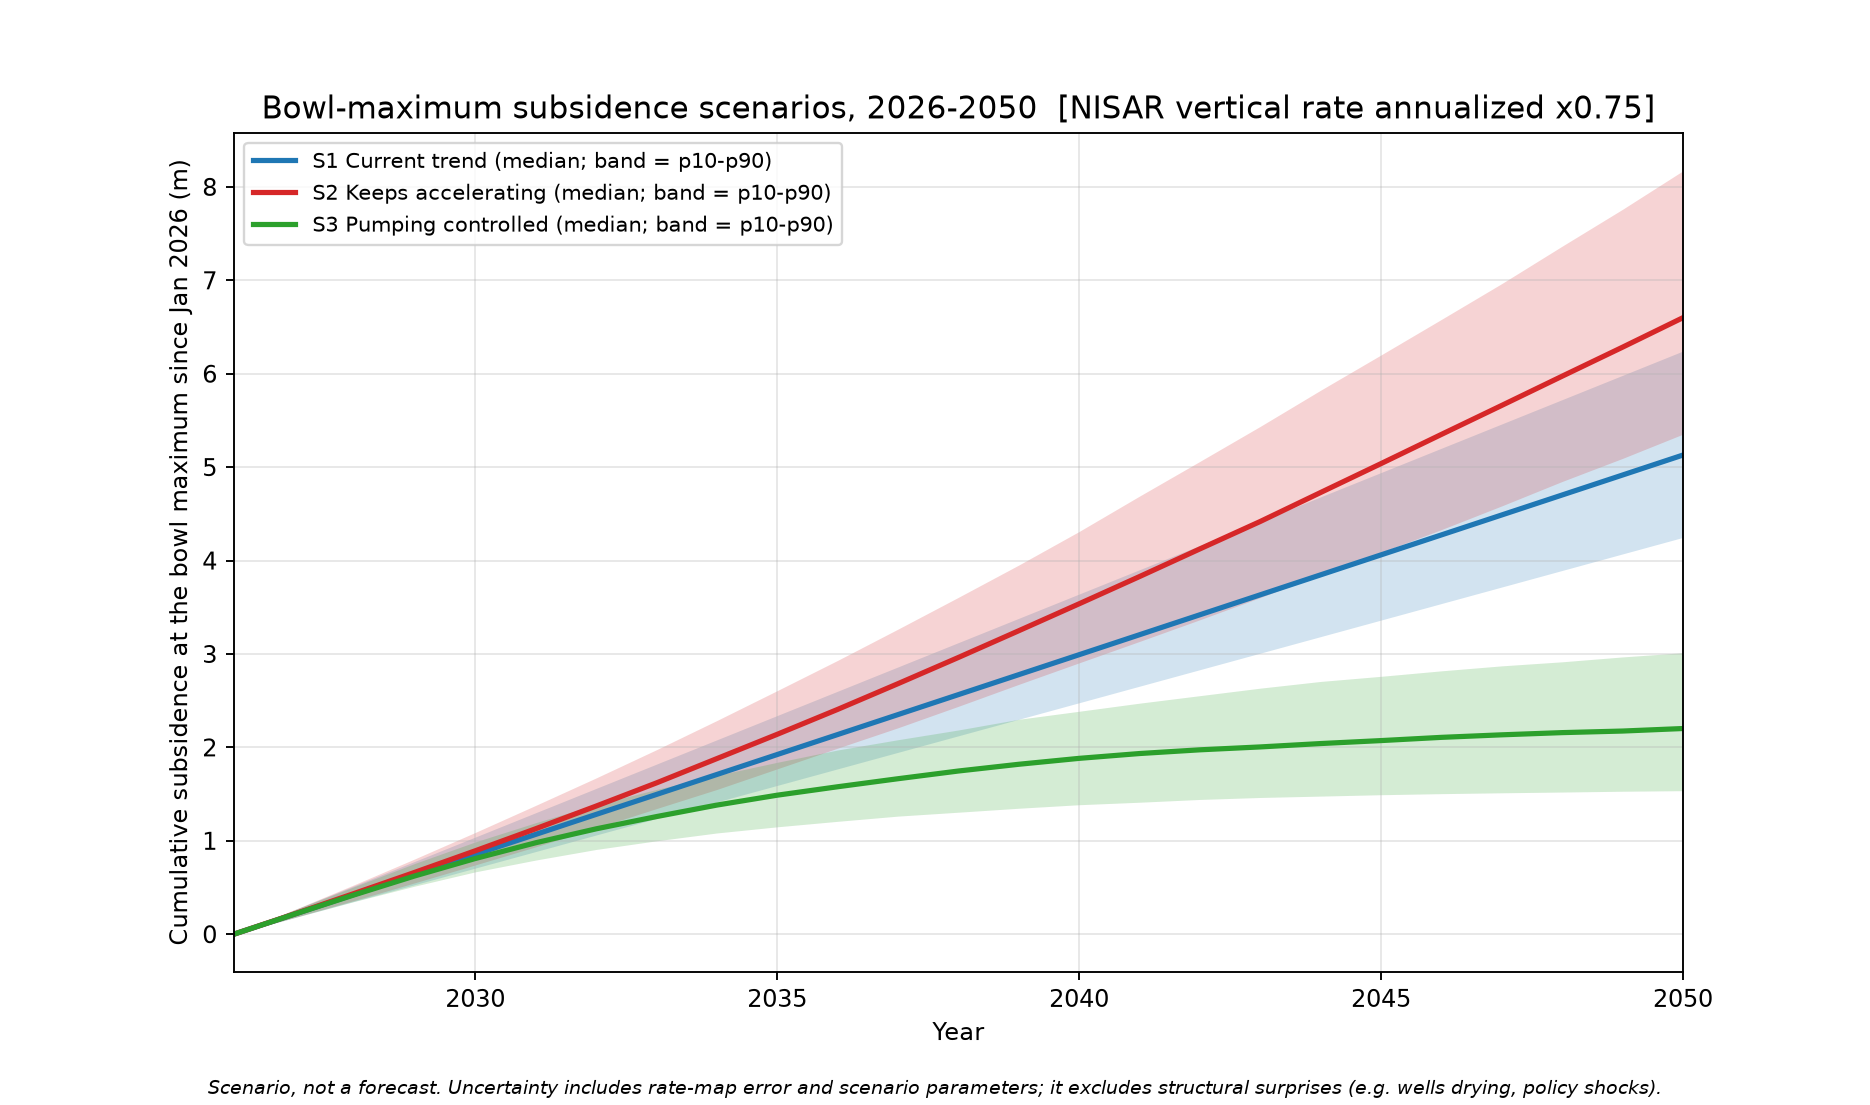 Bowl-maximum subsidence scenarios, 2026-2050 [NISAR vertical rate annualized x0.75]
S1 Current trend (median; band = p10-p90)
S2 Keeps accelerating (median; band = p10-p90)
S3 Pumping controlled (median; band = p10-p90)
Cumulative subsidence at the bowl maximum since Jan 2026 (m)
8
7
6
5
4
3
2
1
0
2030 2035 2040 2045 2050
Year
Scenario, not a forecast. Uncertainty includes rate-map error and scenario parameters; it excludes structural surprises (e.g. wells drying, policy shocks).